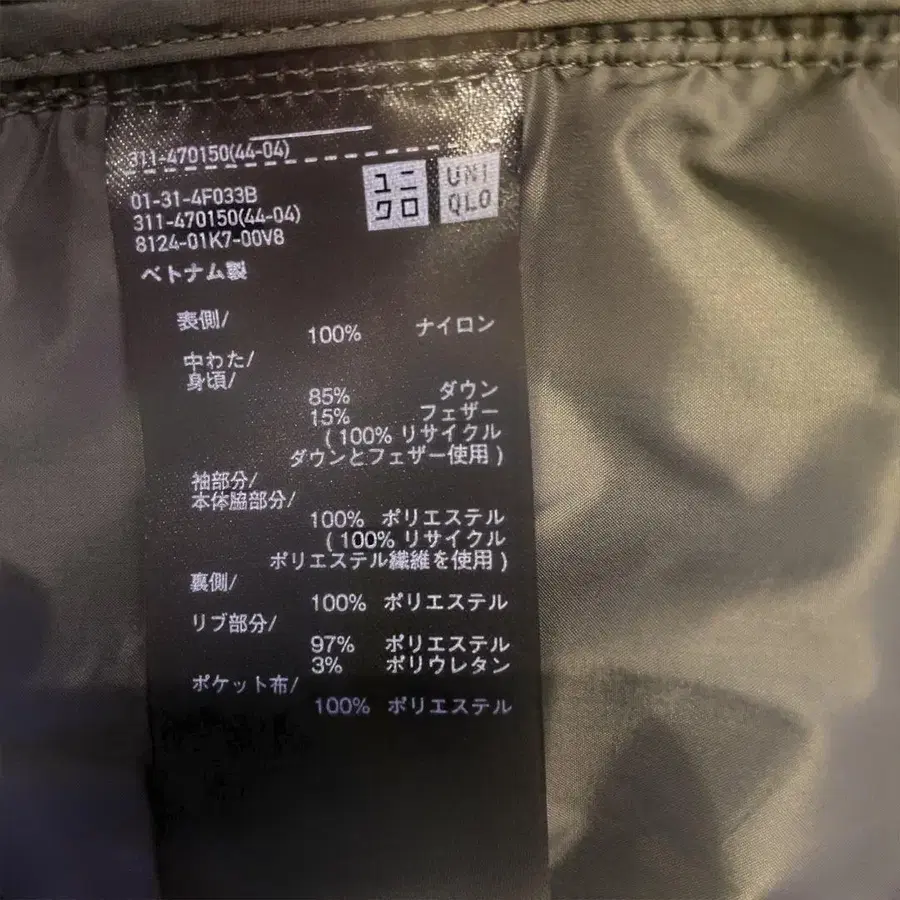 311-470150(44-04)
ユニ
クロ
UNI
QLO
01-31-4F033B
311-470150(44-04)
8124-01K7-00V8
ベトナム製
表側/
100% ナイロン
中わた/
身頃/
85% ダウン
15% フェザー
(100% リサイクル
ダウンとフェザー使用)
袖部分/
本体脇部分/
100% ポリエステル
(100% リサイクル
ポリエステル繊維を使用)
裏側/
100% ポリエステル
リブ部分/
97% ポリエステル
3% ポリウレタン
ポケット布/
100% ポリエステル